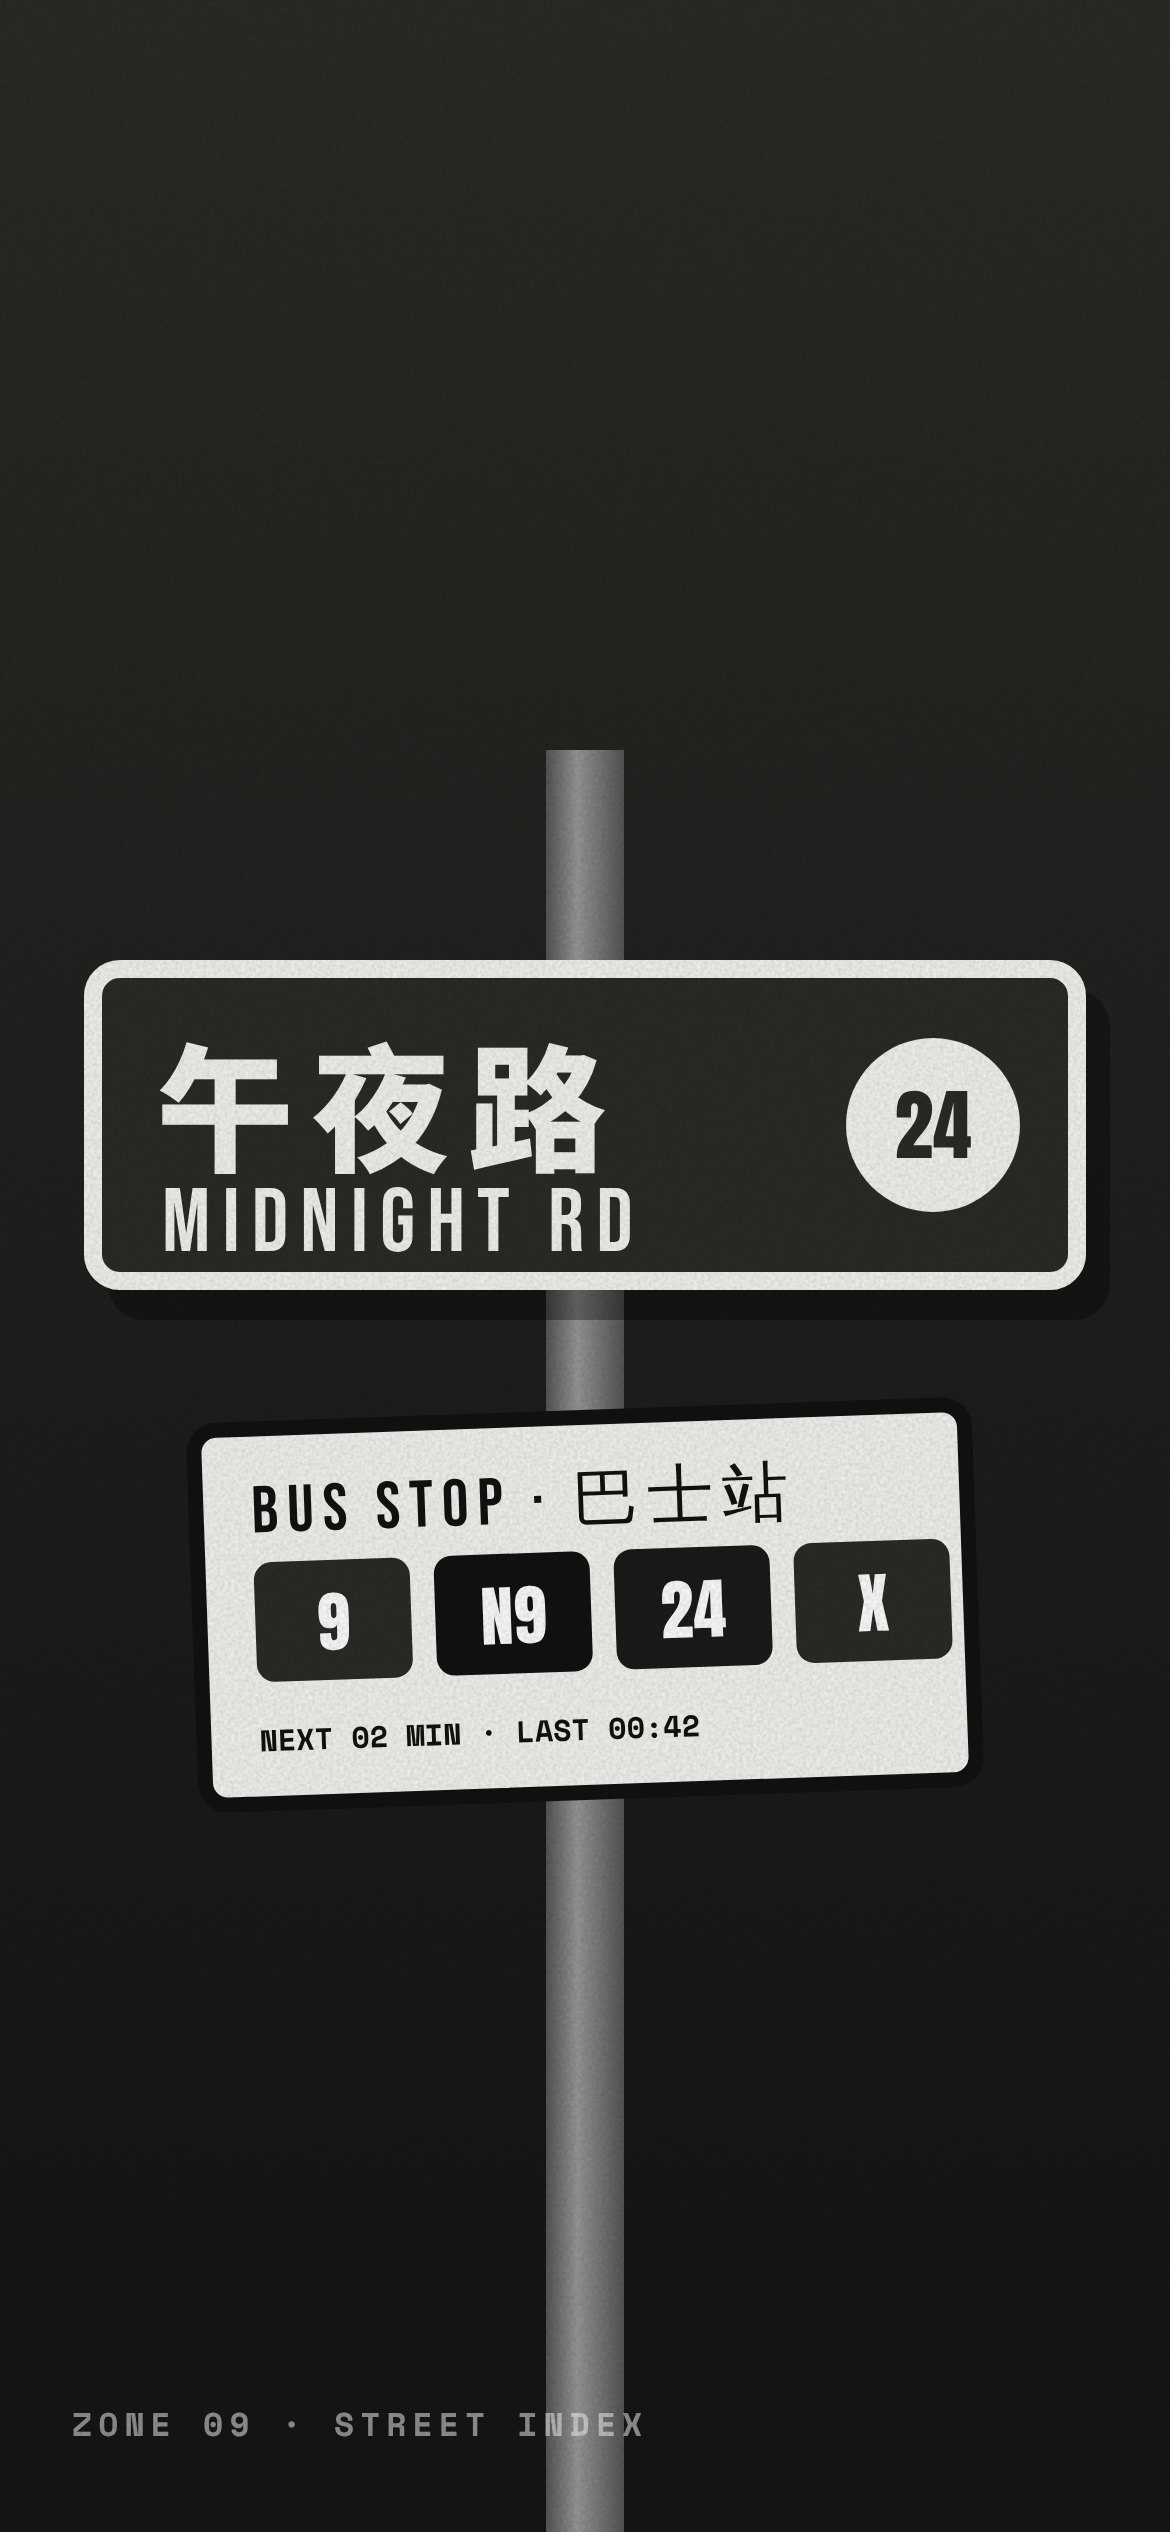 午夜路
MIDNIGHT RD
24
BUS STOP · 巴士站
9 N9 24 X
NEXT 02 MIN · LAST 00:42
ZONE 09 · STREET INDEX